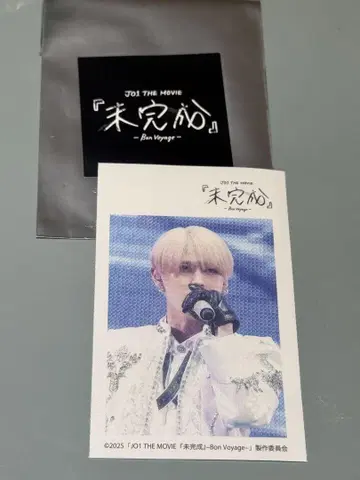 JO1 THE MOVIE
『未完成』
- Bon Voyage -
JO1 THE MOVIE
『未完成』
- Bon Voyage -
©2025「JO1 THE MOVIE『未完成』-Bon Voyage-」製作委員会